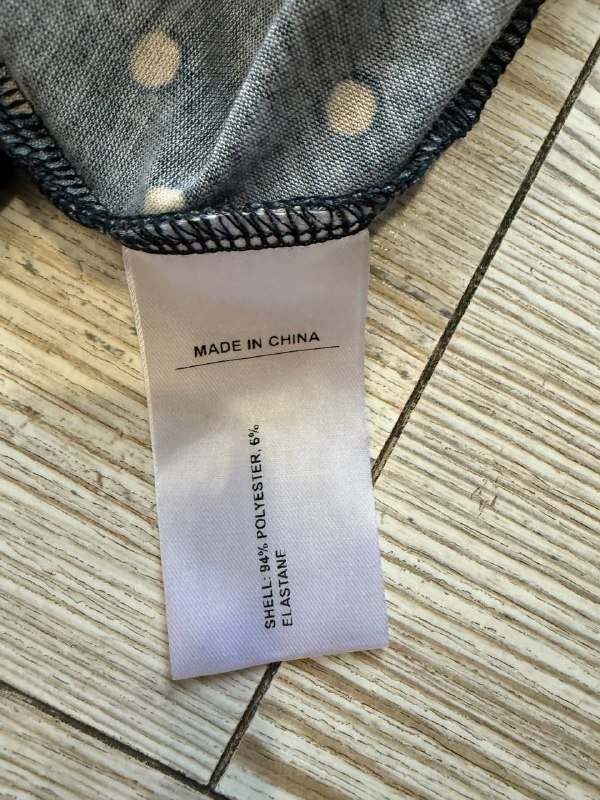 MADE IN CHINA
SHELL: 94% POLYESTER, 6%
ELASTANE